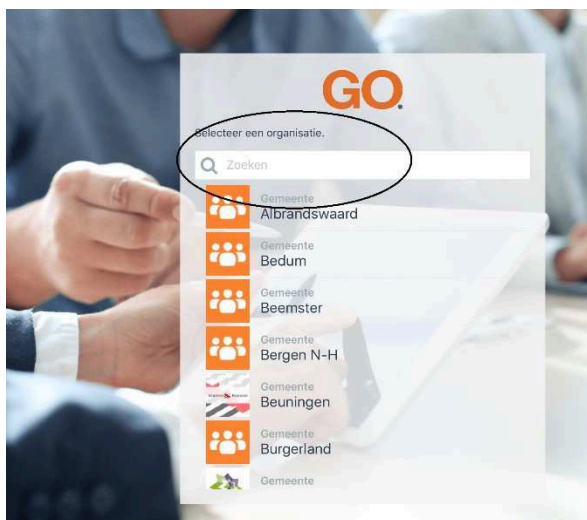 GO.
Selecteer een organisatie.
Zoeken
Gemeente
Albrandswaard
Gemeente
Bedum
Gemeente
Beemster
Gemeente
Bergen N-H
Gemeente
Beuningen
Gemeente
Burgerland
Gemeente